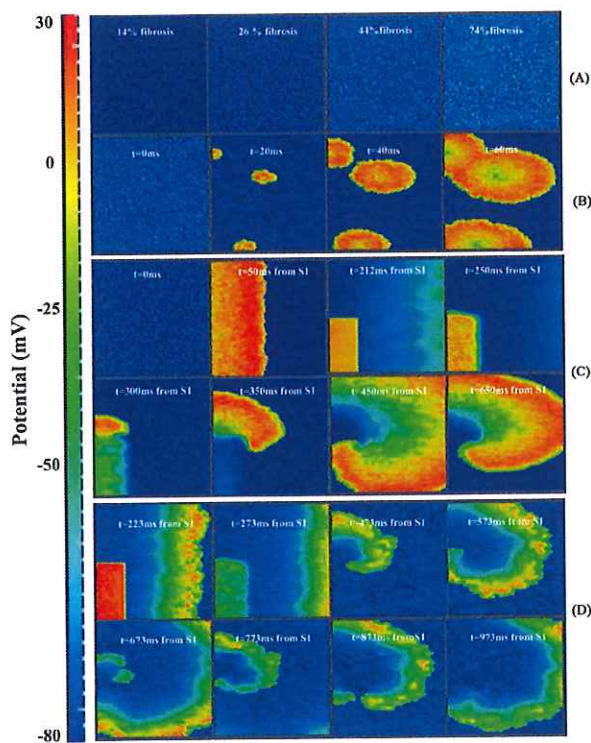 30
0
-25
-50
-80
Potential (mV)
14% fibrosis
26 % fibrosis
44% fibrosis
74% fibrosis
(A)
t=0ms
t=20ms
t=40ms
t=60ms
(B)
t=0ms
t=50ms from S1
t=212ms from S1
t=250ms from S1
t=300ms from S1
t=350ms from S1
t=450ms from S1
t=650ms from S1
(C)
t=223ms from S1
t=273ms from S1
t=473ms from S1
t=573ms from S1
(D)
t=673ms from S1
t=773ms from S1
t=873ms from S1
t=973ms from S1